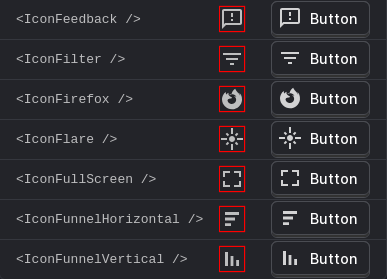 <IconFeedback /> Button
<IconFilter /> Button
<IconFirefox /> Button
<IconFlare /> Button
<IconFullScreen /> Button
<IconFunnelHorizontal /> Button
<IconFunnelVertical /> Button